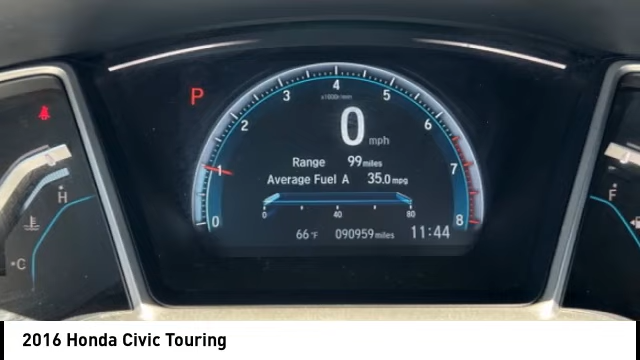 P
0
1
2
3
4
5
6
7
8
x1000r/min
0 mph
Range 99 miles
Average Fuel A 35.0 mpg
0 40 80
66°F 090959 miles 11:44
H
°C
F
2016 Honda Civic Touring